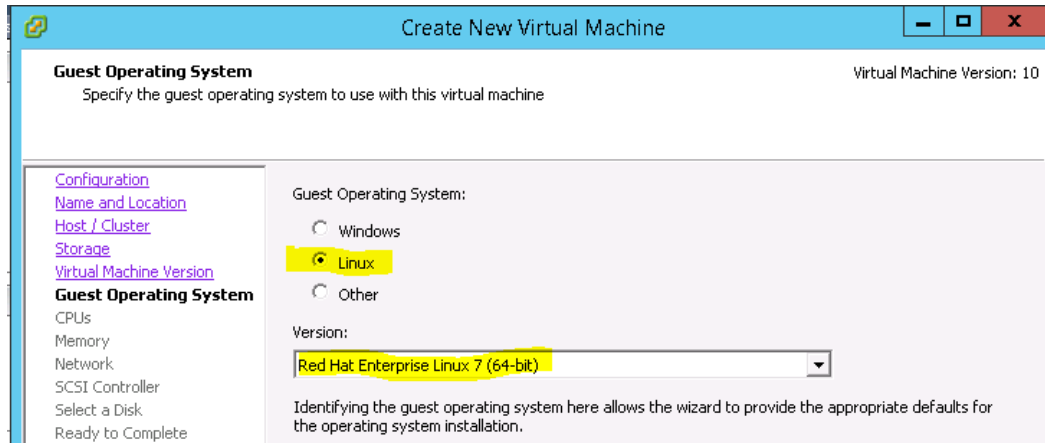 Create New Virtual Machine
Guest Operating System
Virtual Machine Version: 10
Specify the guest operating system to use with this virtual machine
Configuration
Name and Location
Host / Cluster
Storage
Virtual Machine Version
Guest Operating System
CPUs
Memory
Network
SCSI Controller
Select a Disk
Ready to Complete
Guest Operating System:
Windows
Linux
Other
Version:
Red Hat Enterprise Linux 7 (64-bit)
Identifying the guest operating system here allows the wizard to provide the appropriate defaults for
the operating system installation.